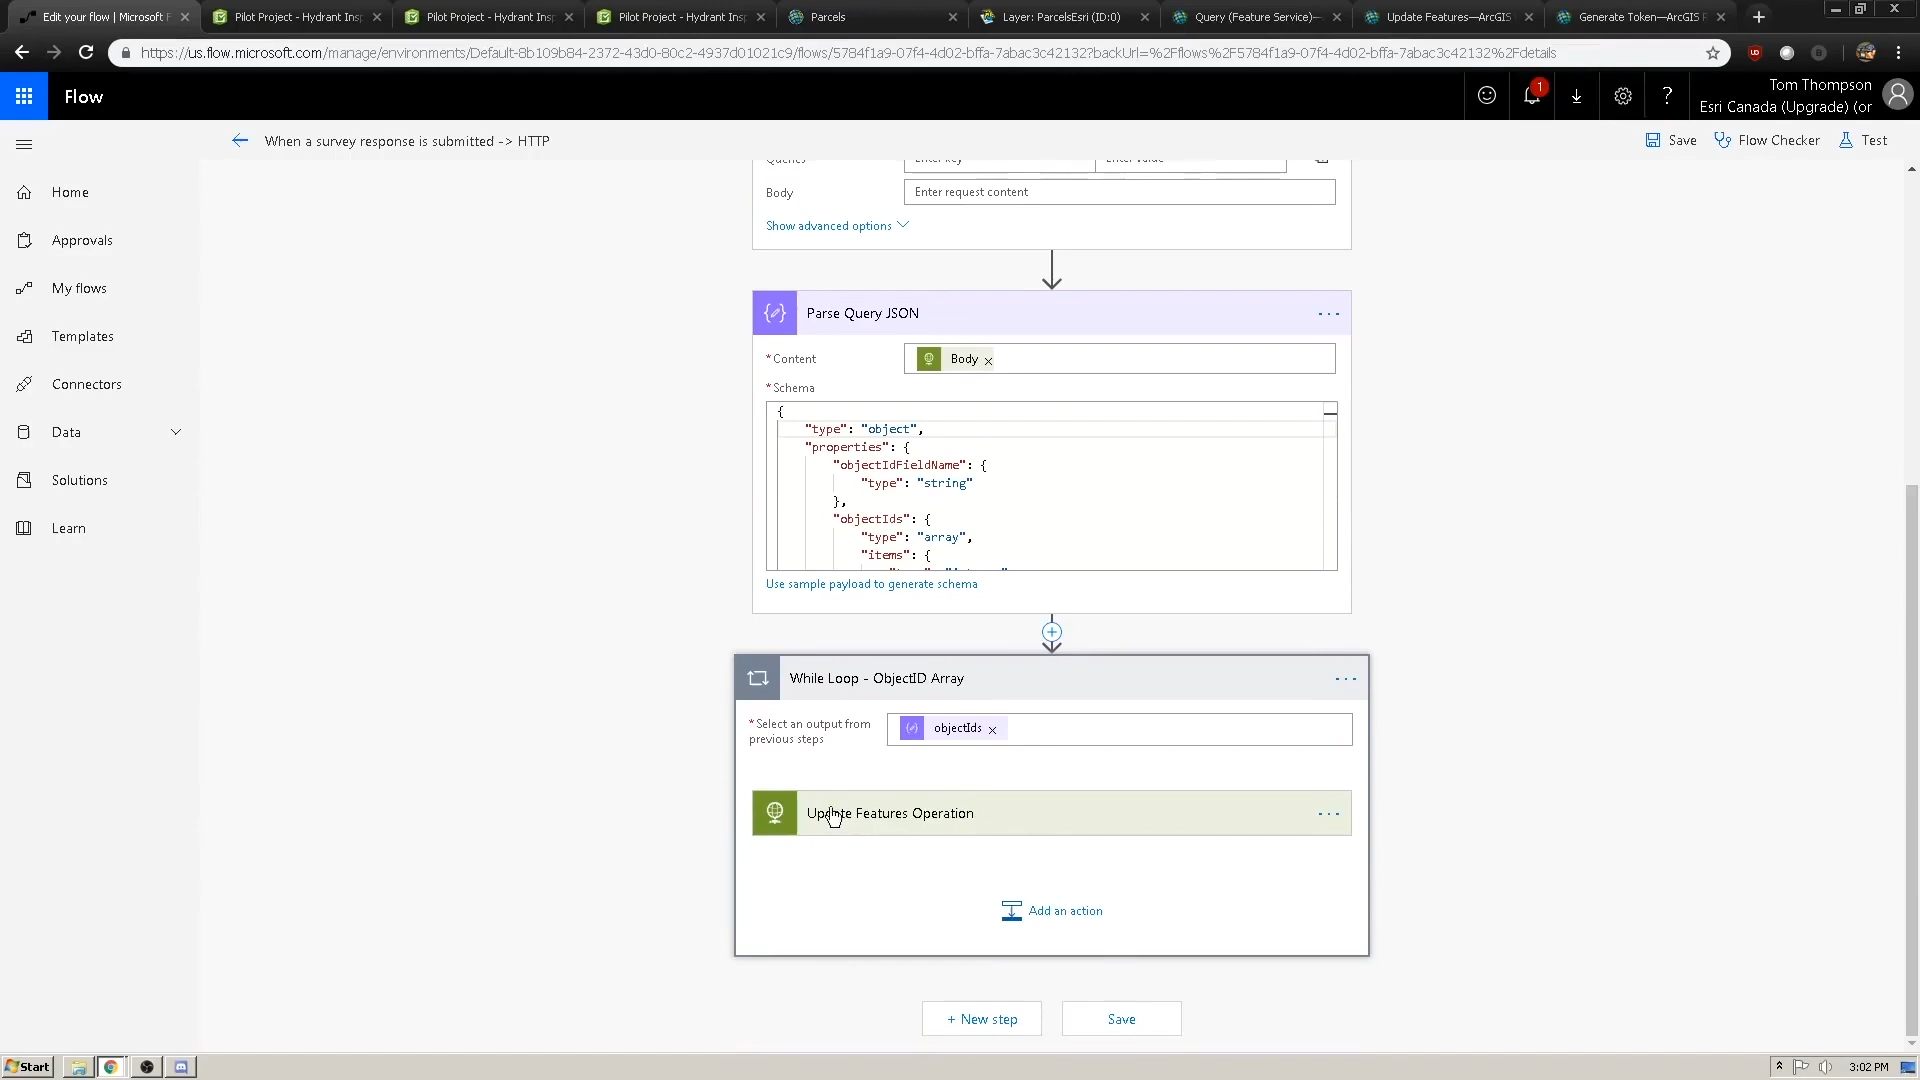 Edit your flow | Microsoft F
Pilot Project - Hydrant Insp
Pilot Project - Hydrant Insp
Pilot Project - Hydrant Insp
Parcels
Layer: ParcelsEsri (ID:0)
Query (Feature Service)—
Update Features—ArcGIS
Generate Token—ArcGIS R
https://us.flow.microsoft.com/manage/environments/Default-8b109b84-2372-43d0-80c2-4937d01021c9/flows/5784f1a9-07f4-4d02-bffa-7abac3c42132?backUrl=%2Fflows%2F5784f1a9-07f4-4d02-bffa-7abac3c42132%2Fdetails
Flow
1
?
Tom Thompson
Esri Canada (Upgrade) (or
When a survey response is submitted -> HTTP
Save
Flow Checker
Test
Home
Approvals
My flows
Templates
Connectors
Data
Solutions
Learn
Queries
Enter key
Enter value
Body
Enter request content
Show advanced options
Parse Query JSON
...
*Content
Body ×
*Schema
{
"type": "object",
"properties": {
"objectIdFieldName": {
"type": "string"
},
"objectIds": {
"type": "array",
"items": {
Use sample payload to generate schema
While Loop - ObjectID Array
...
*Select an output from
previous steps
objectIds ×
Update Features Operation
...
Add an action
+ New step
Save
Start
3:02 PM